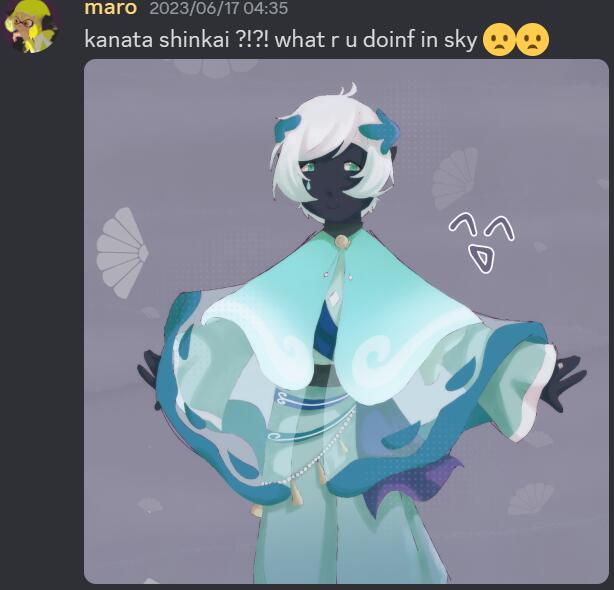 maro 2023/06/17 04:35
kanata shinkai ?!?! what r u doinf in sky 🙁🙁